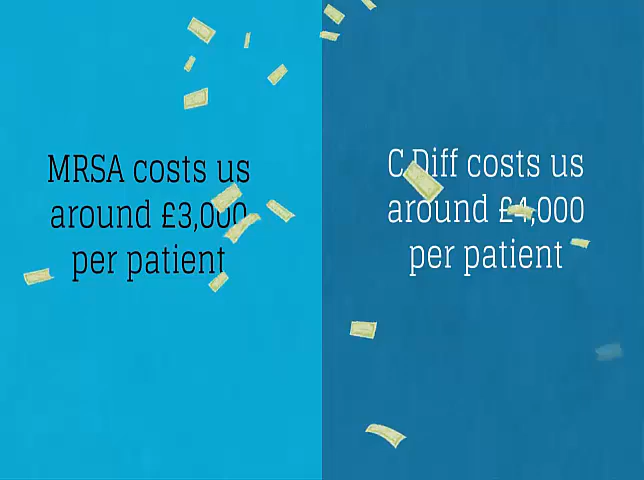 MRSA costs us
around £3,000
per patient
C.Diff costs us
around £4,000
per patient